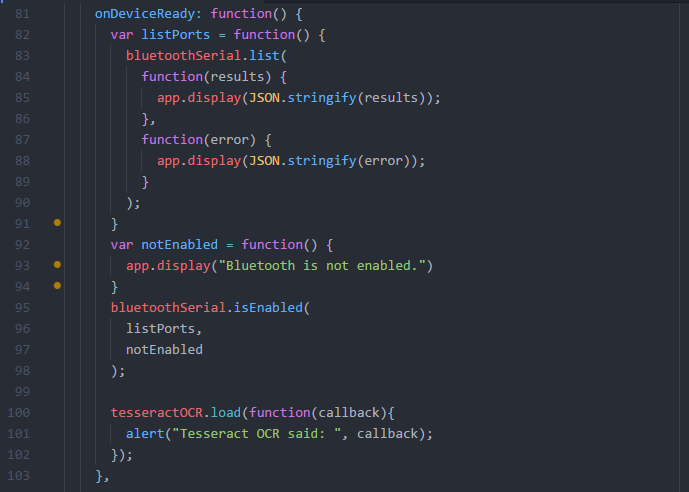 81 onDeviceReady: function() {
82 var listPorts = function() {
83 bluetoothSerial.list(
84 function(results) {
85 app.display(JSON.stringify(results));
86 },
87 function(error) {
88 app.display(JSON.stringify(error));
89 }
90 );
91 }
92 var notEnabled = function() {
93 app.display("Bluetooth is not enabled.")
94 }
95 bluetoothSerial.isEnabled(
96 listPorts,
97 notEnabled
98 );
99
100 tesseractOCR.load(function(callback){
101 alert("Tesseract OCR said: ", callback);
102 });
103 },